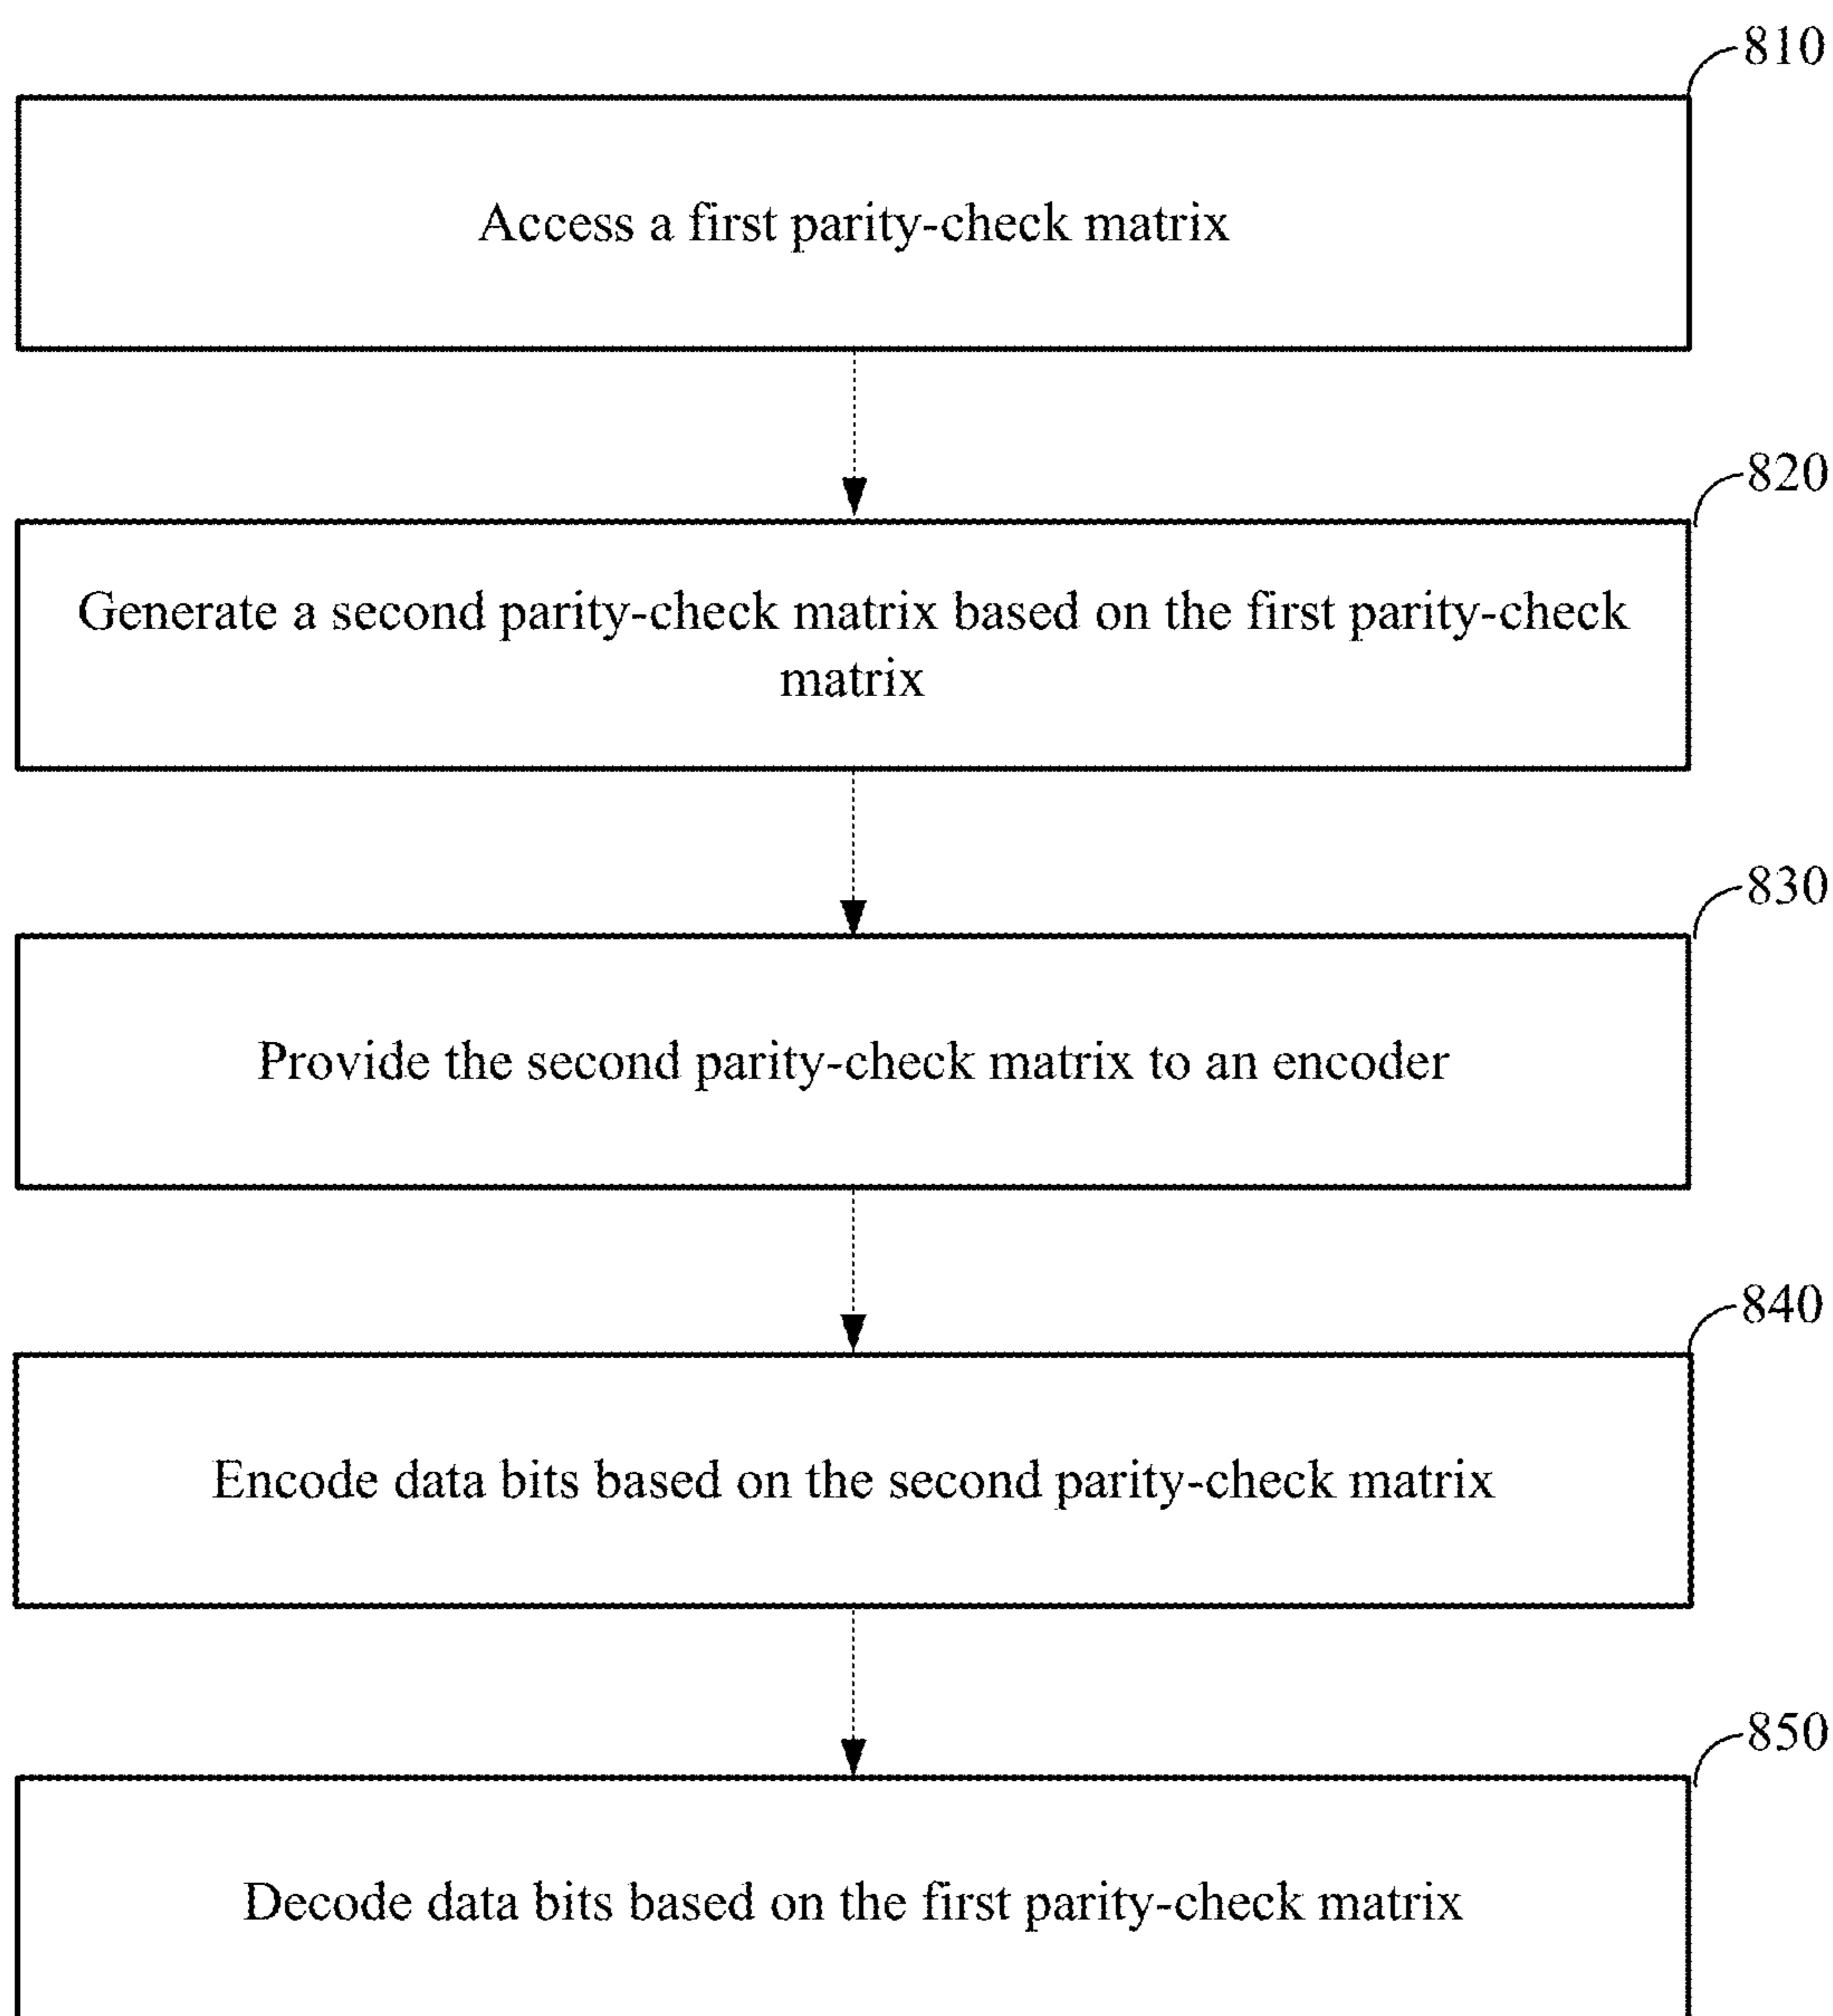 810
Access a first parity-check matrix
820
Generate a second parity-check matrix based on the first parity-check
matrix
830
Provide the second parity-check matrix to an encoder
840
Encode data bits based on the second parity-check matrix
850
Decode data bits based on the first parity-check matrix